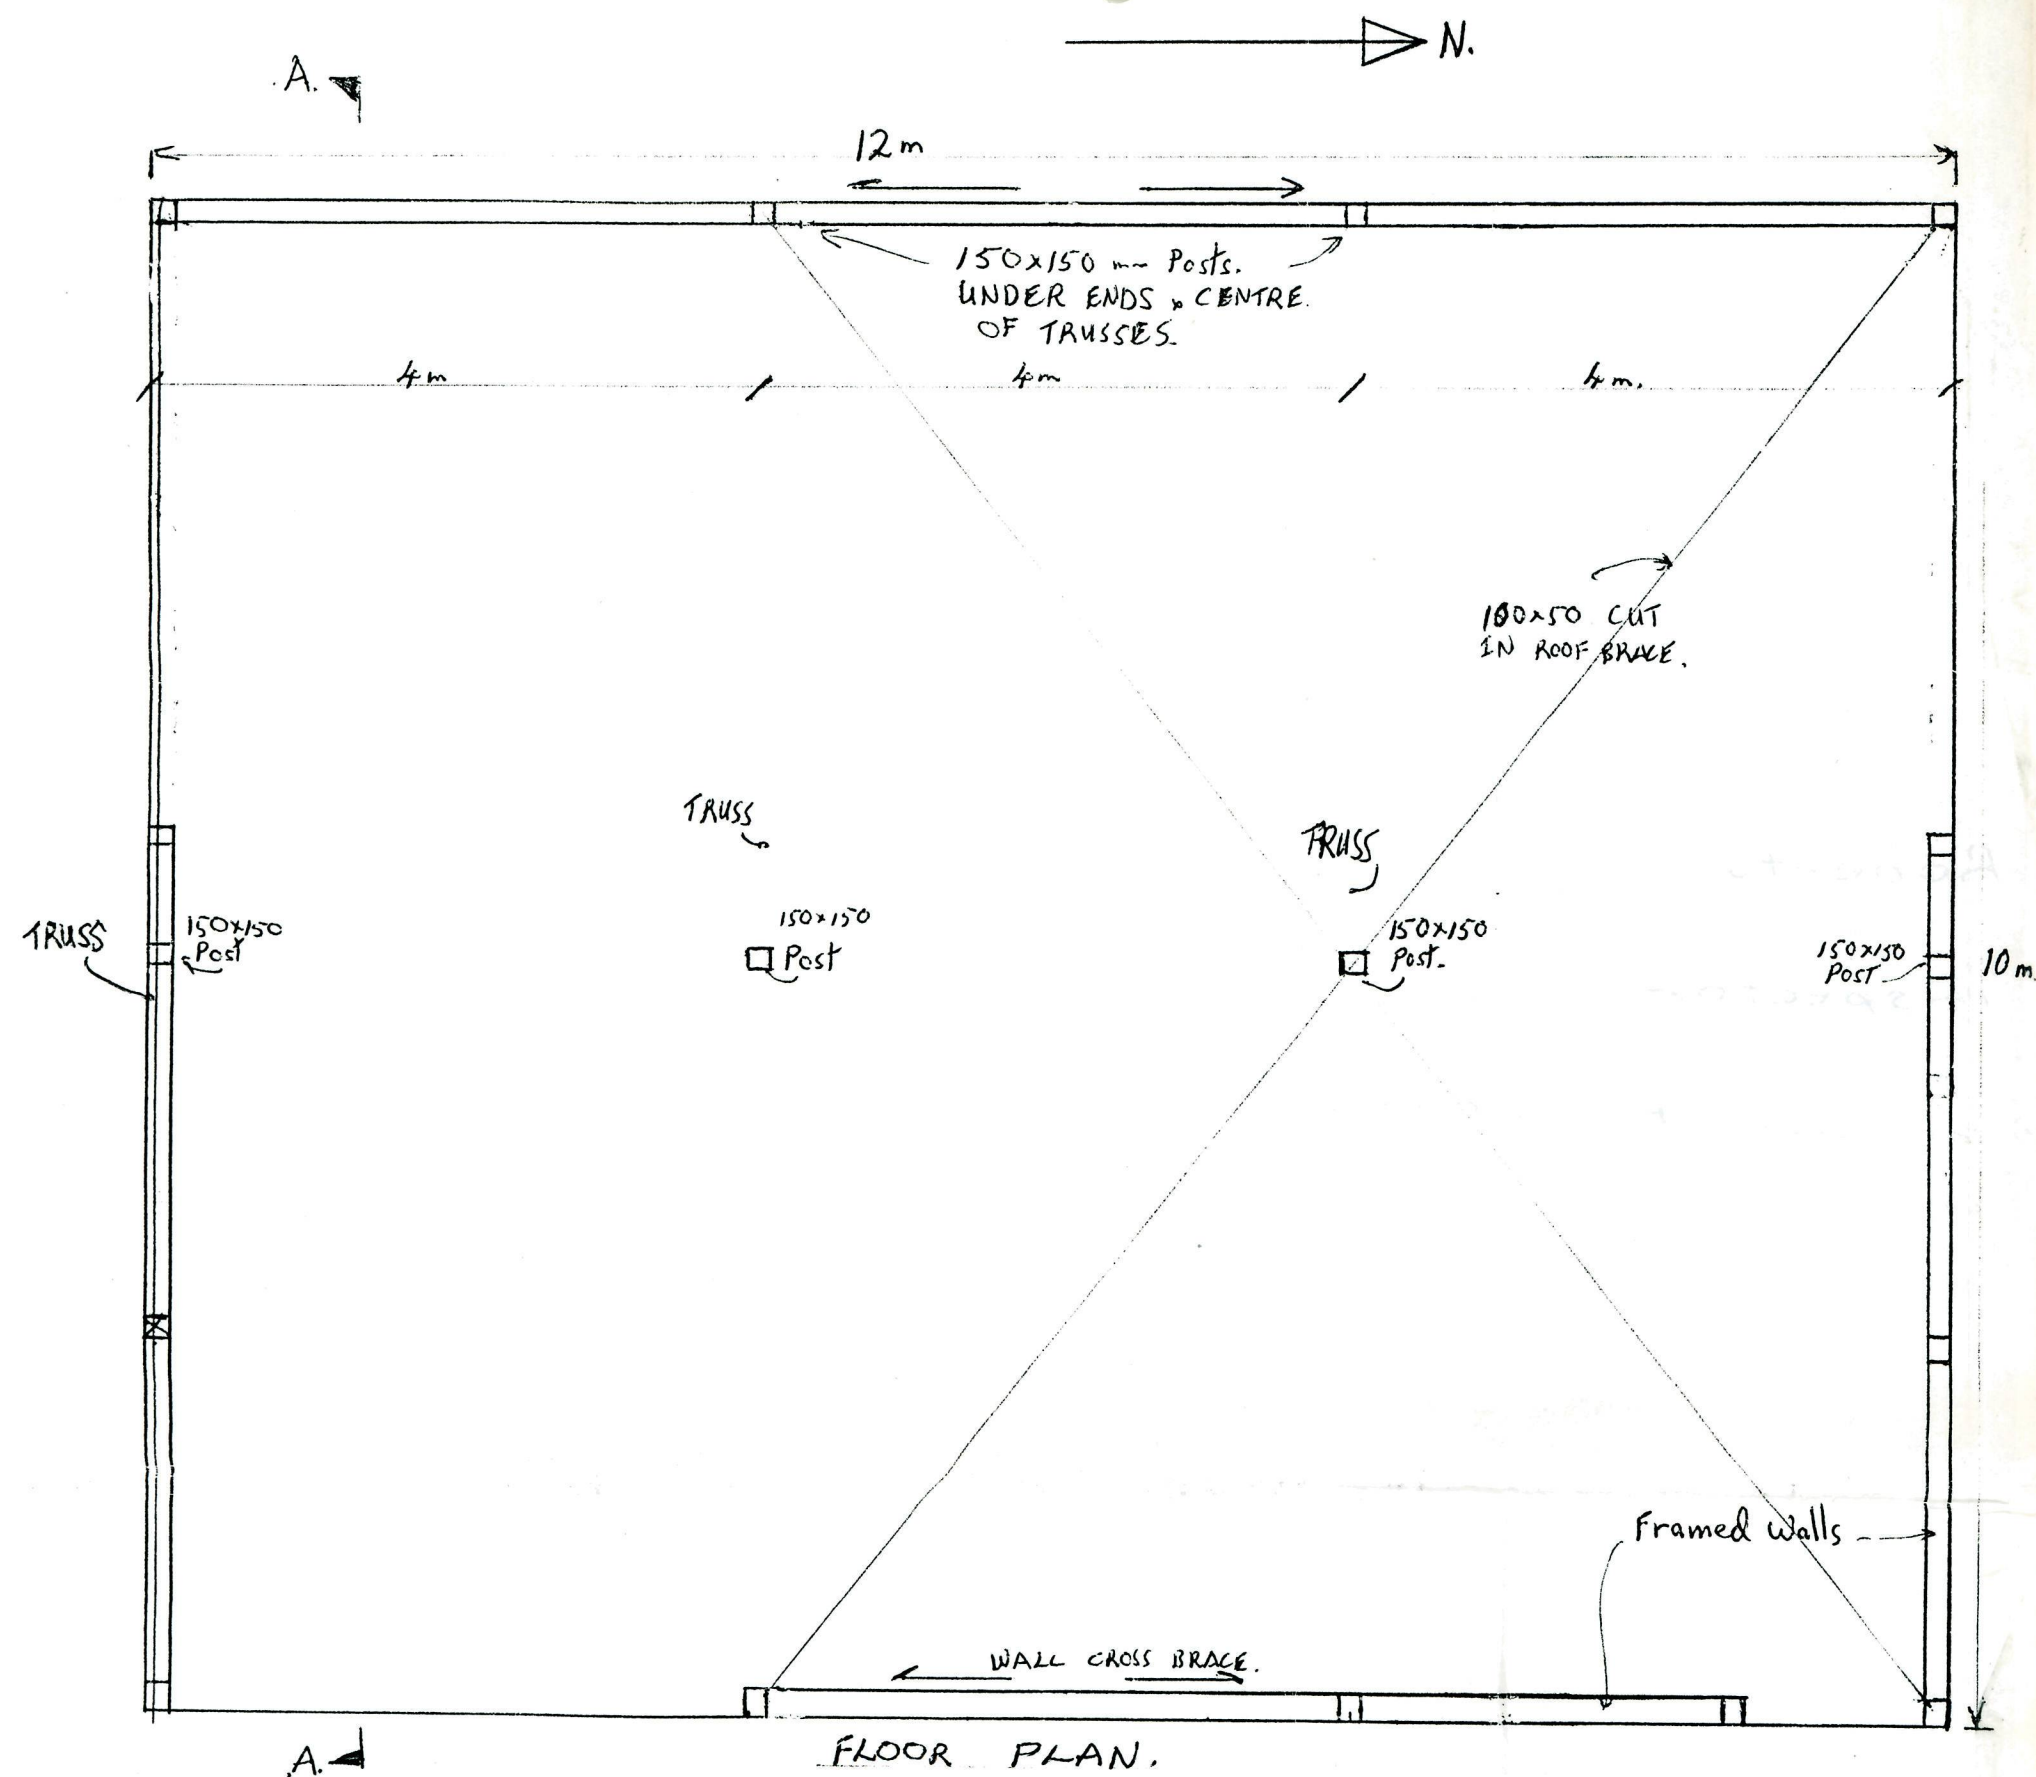 N.
A.
12m
150x150 mm Posts.
UNDER ENDS & CENTRE.
OF TRUSSES.
4m
4m
4m.
100x50 CUT
IN ROOF BRACE.
TRUSS
TRUSS
TRUSS
150x150
Post
150x150
Post
150x150
Post.
150x150
POST
10m.
Framed Walls
WALL CROSS BRACE.
A.
FLOOR PLAN.